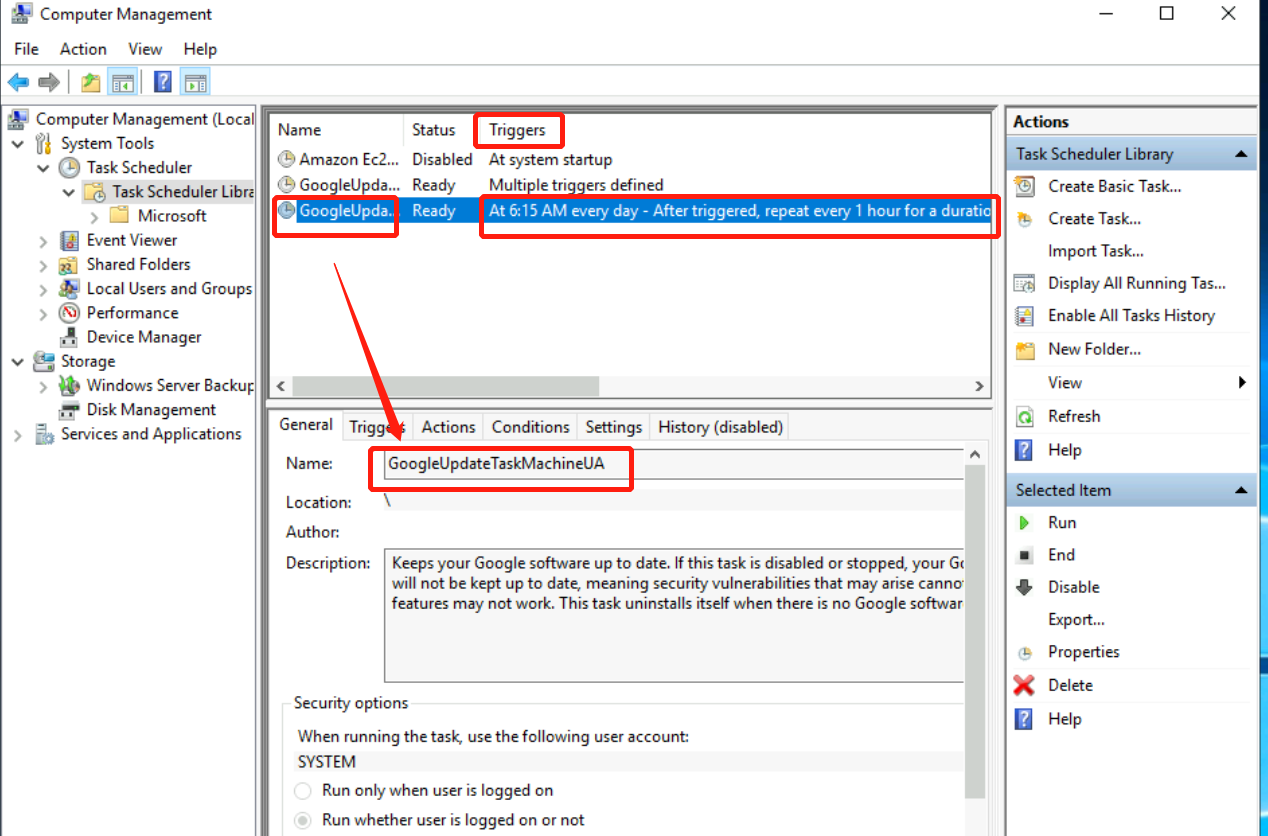 Computer Management
File Action View Help
Computer Management (Local
System Tools
Task Scheduler
Task Scheduler Libra
Microsoft
Event Viewer
Shared Folders
Local Users and Groups
Performance
Device Manager
Storage
Windows Server Backup
Disk Management
Services and Applications
Name Status Triggers
Amazon Ec2... Disabled At system startup
GoogleUpda... Ready Multiple triggers defined
GoogleUpda... Ready At 6:15 AM every day - After triggered, repeat every 1 hour for a duratio
General Triggers Actions Conditions Settings History (disabled)
Name: GoogleUpdateTaskMachineUA
Location: \
Author:
Description: Keeps your Google software up to date. If this task is disabled or stopped, your Go
will not be kept up to date, meaning security vulnerabilities that may arise canno
features may not work. This task uninstalls itself when there is no Google softwar
Security options
When running the task, use the following user account:
SYSTEM
Run only when user is logged on
Run whether user is logged on or not
Actions
Task Scheduler Library
Create Basic Task...
Create Task...
Import Task...
Display All Running Tas...
Enable All Tasks History
New Folder...
View
Refresh
Help
Selected Item
Run
End
Disable
Export...
Properties
Delete
Help